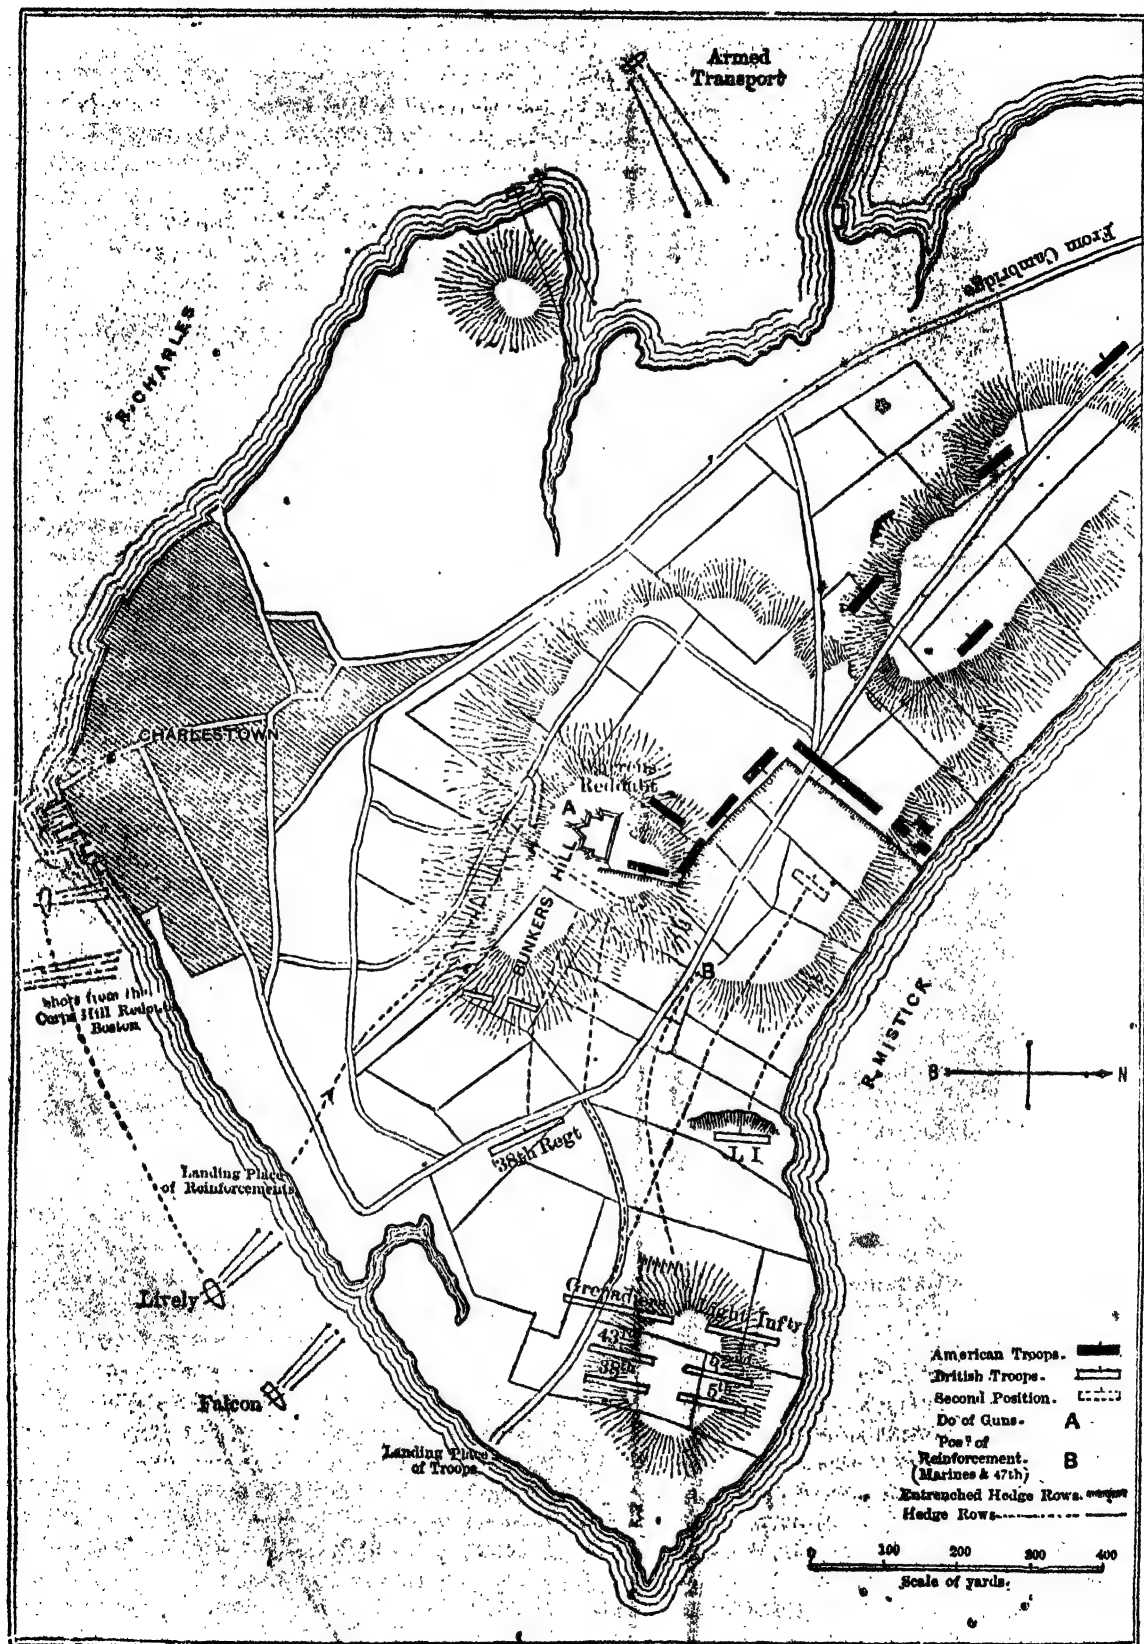 Armed
Transport
From Cambridge
R. CHARLES
CHARLESTOWN
Redoubt
A
BUNKERS HILL
B
R. MISTICK
N
Shots from the
Corps Hill Redoubt
Boston
38th Regt
L I
Landing Place
of Reinforcements
Lively
Falcon
Grenadiers
Light Infty
43rd
52nd
38th
5th
Landing Place
of Troops
American Troops.
British Troops.
Second Position.
Do of Guns. A
Posn of
Reinforcement. B
(Marines & 47th)
Entrenched Hedge Rows.
Hedge Rows
0 100 200 300 400
Scale of yards.